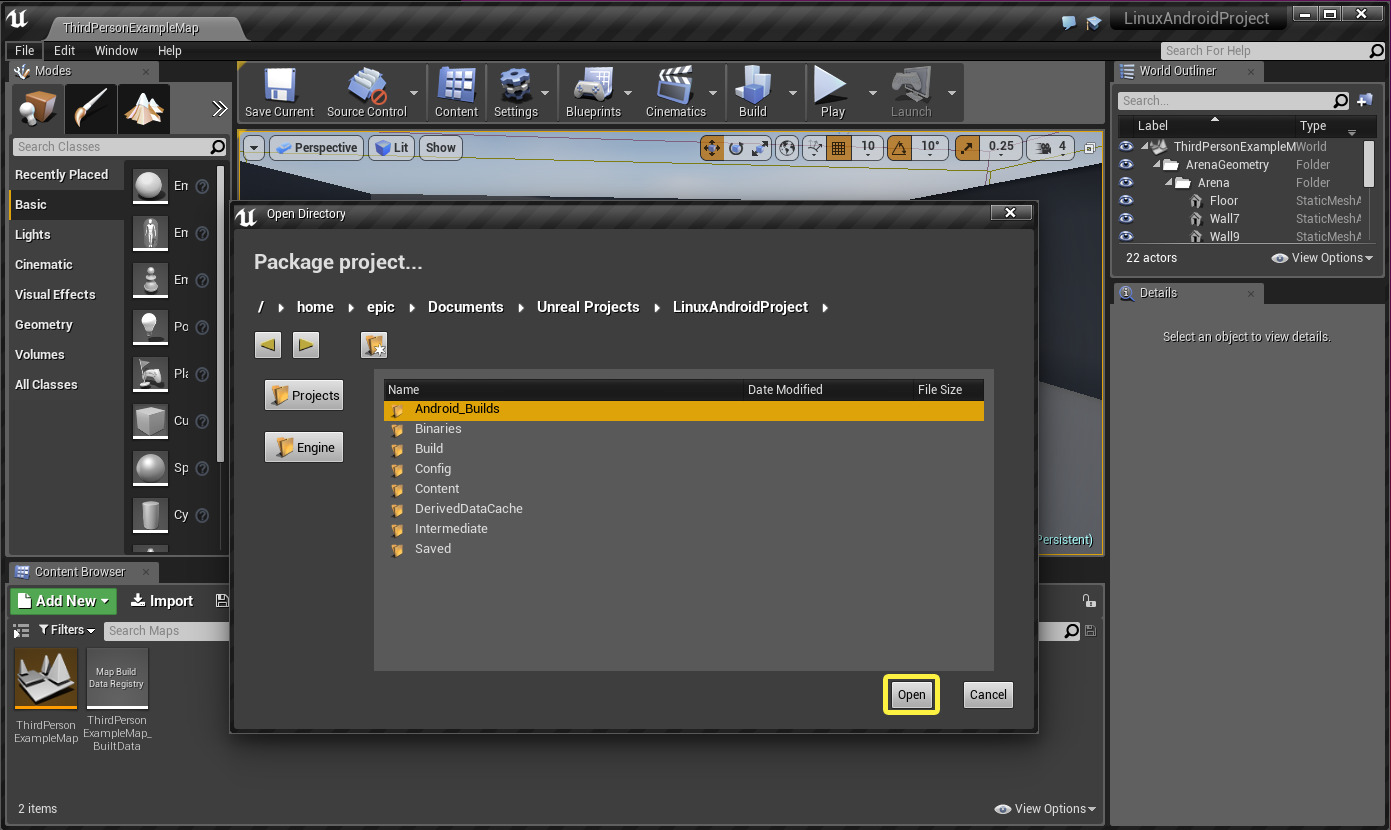 ThirdPersonExampleMap
LinuxAndroidProject
File Edit Window Help
Search For Help
Modes
Search Classes
Recently Placed
Basic
Lights
Cinematic
Visual Effects
Geometry
Volumes
All Classes
Em
Em
Em
Po
Pla
Cu
Sp
Cy
Save Current
Source Control
Content
Settings
Blueprints
Cinematics
Build
Play
Launch
Perspective
Lit
Show
10
10°
0.25
4
World Outliner
Search...
Label Type
ThirdPersonExampleM World
ArenaGeometry Folder
Arena Folder
Floor StaticMeshA
Wall7 StaticMeshA
Wall9 StaticMeshA
22 actors
View Options
Details
Select an object to view details.
Open Directory
Package project...
/ home epic Documents Unreal Projects LinuxAndroidProject
Projects
Engine
Name Date Modified File Size
Android_Builds
Binaries
Build
Config
Content
DerivedDataCache
Intermediate
Saved
Open
Cancel
Persistent)
Content Browser
Add New
Import
Filters
Search Maps
Map Build
Data Registry
ThirdPerson
ExampleMap
ThirdPerson
ExampleMap_
BuiltData
2 items
View Options